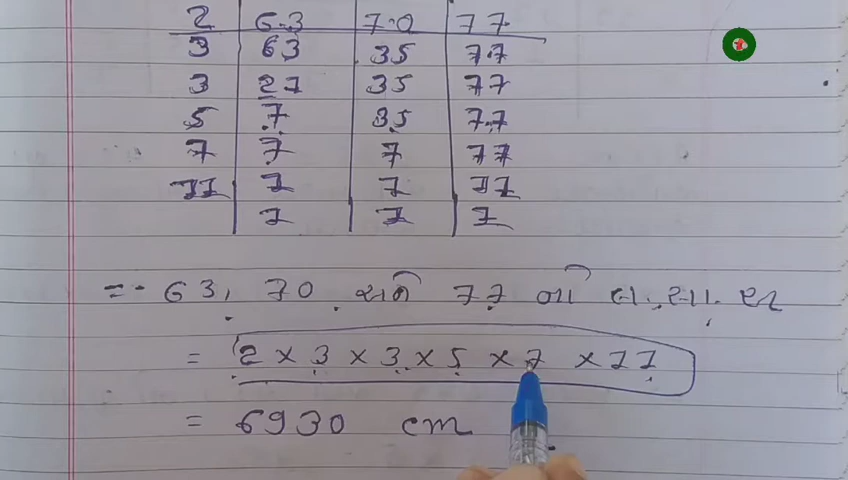 2 63 70 77
3 63 35 77
3 21 35 77
5 7 35 77
7 7 7 77
11 1 1 11
1 1 1
= 63, 70 અને 77 નો લ. સા. અ
= 2 × 3 × 3 × 5 × 7 × 11
= 6930 cm